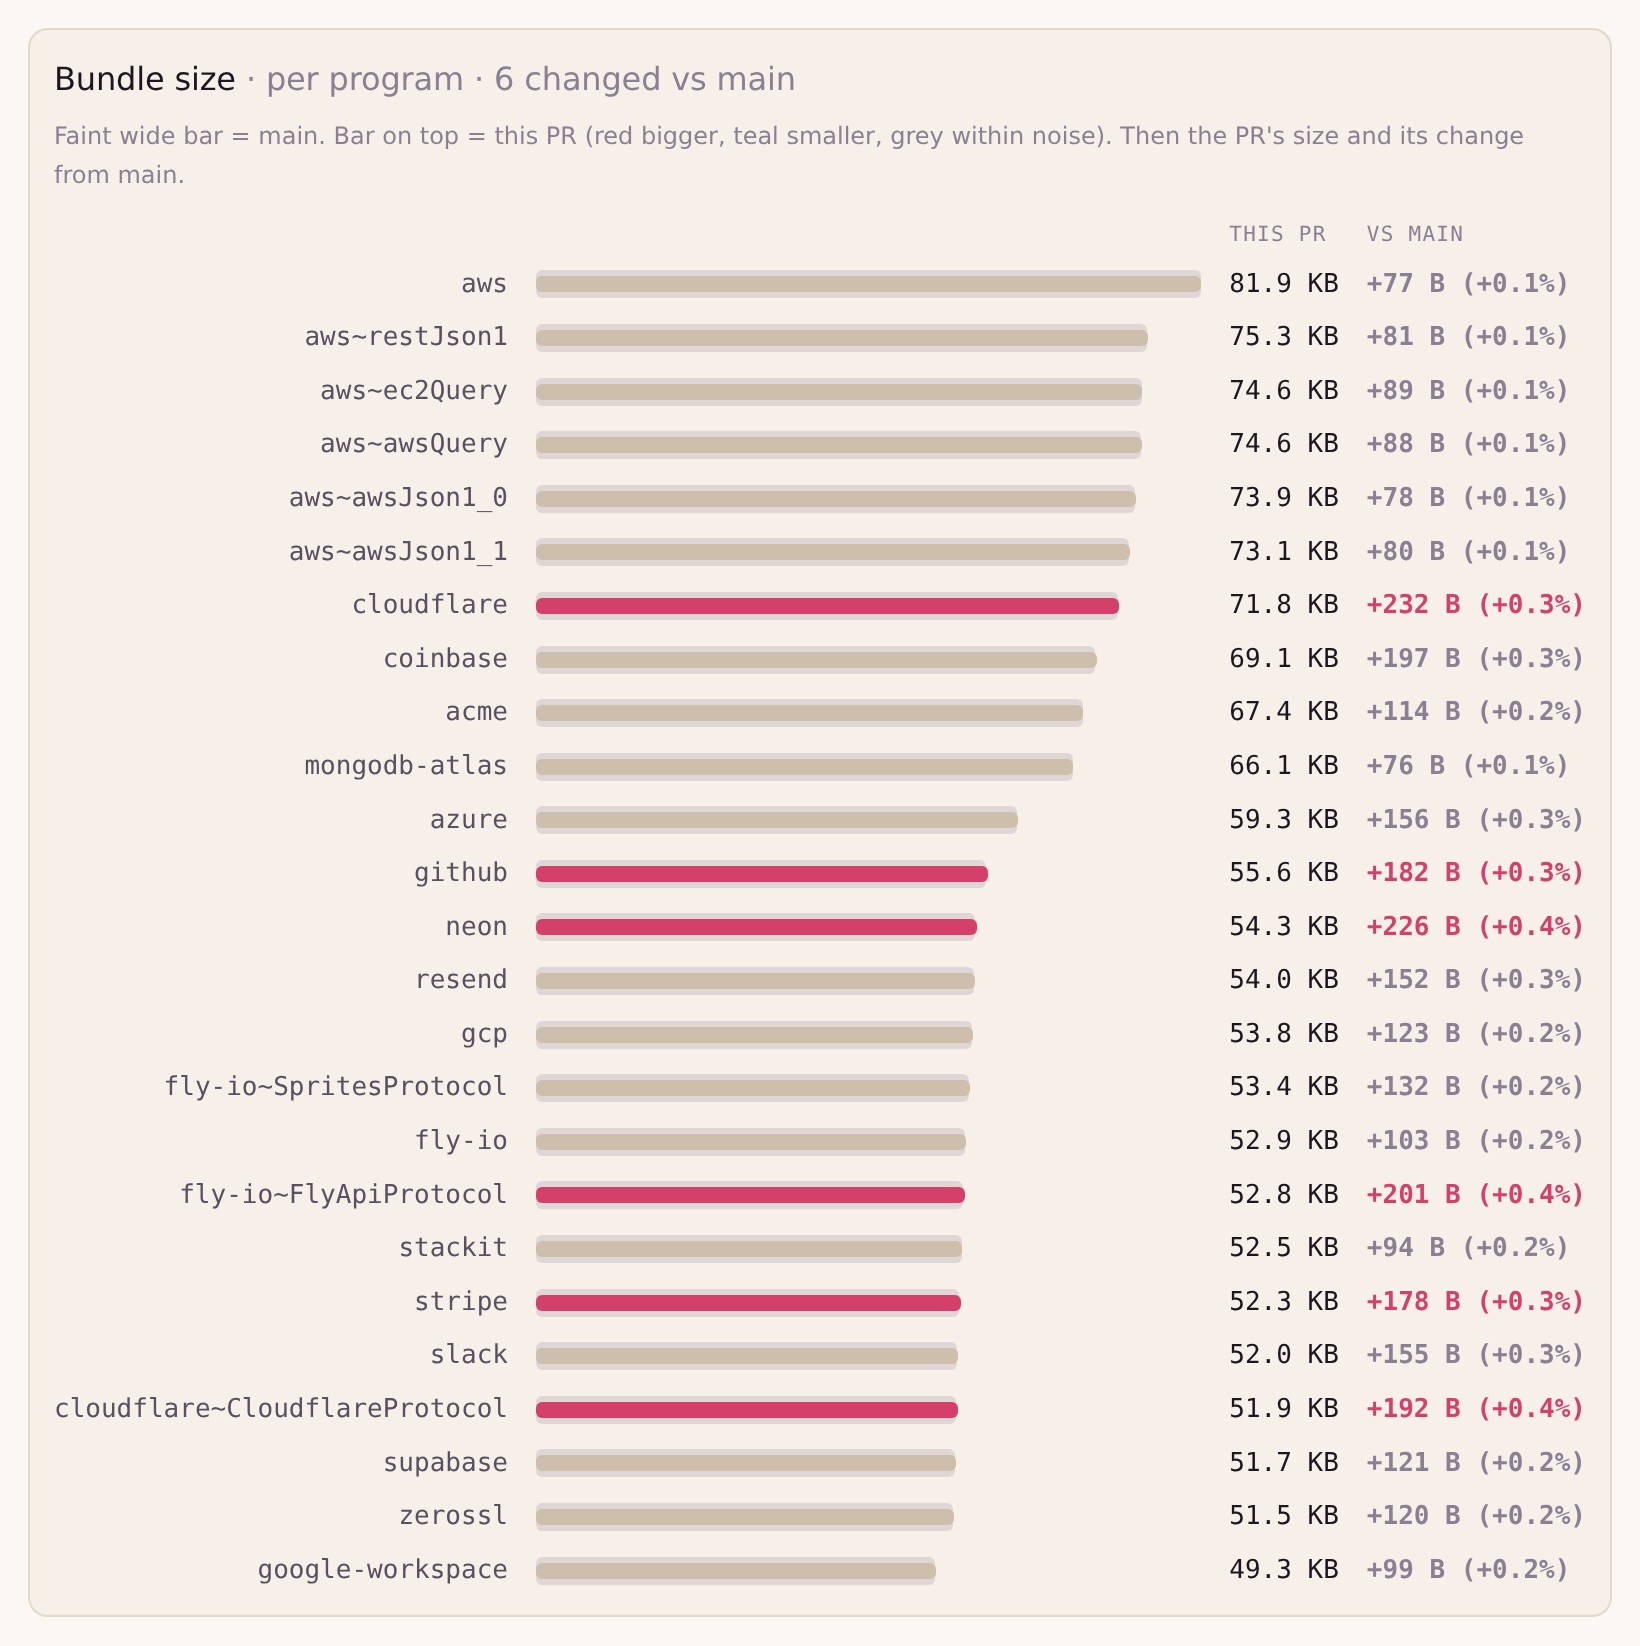 Bundle size · per program · 6 changed vs main
Faint wide bar = main. Bar on top = this PR (red bigger, teal smaller, grey within noise). Then the PR's size and its change
from main.
THIS PR VS MAIN
aws 81.9 KB +77 B (+0.1%)
aws~restJson1 75.3 KB +81 B (+0.1%)
aws~ec2Query 74.6 KB +89 B (+0.1%)
aws~awsQuery 74.6 KB +88 B (+0.1%)
aws~awsJson1_0 73.9 KB +78 B (+0.1%)
aws~awsJson1_1 73.1 KB +80 B (+0.1%)
cloudflare 71.8 KB +232 B (+0.3%)
coinbase 69.1 KB +197 B (+0.3%)
acme 67.4 KB +114 B (+0.2%)
mongodb-atlas 66.1 KB +76 B (+0.1%)
azure 59.3 KB +156 B (+0.3%)
github 55.6 KB +182 B (+0.3%)
neon 54.3 KB +226 B (+0.4%)
resend 54.0 KB +152 B (+0.3%)
gcp 53.8 KB +123 B (+0.2%)
fly-io~SpritesProtocol 53.4 KB +132 B (+0.2%)
fly-io 52.9 KB +103 B (+0.2%)
fly-io~FlyApiProtocol 52.8 KB +201 B (+0.4%)
stackit 52.5 KB +94 B (+0.2%)
stripe 52.3 KB +178 B (+0.3%)
slack 52.0 KB +155 B (+0.3%)
cloudflare~CloudflareProtocol 51.9 KB +192 B (+0.4%)
supabase 51.7 KB +121 B (+0.2%)
zerossl 51.5 KB +120 B (+0.2%)
google-workspace 49.3 KB +99 B (+0.2%)